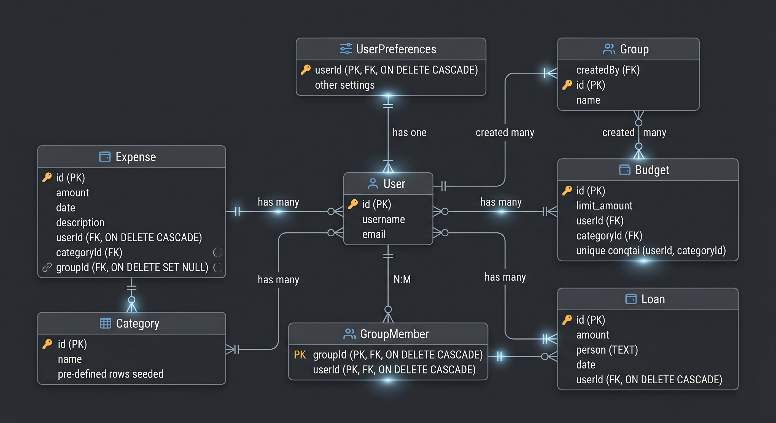 UserPreferences
userId (PK, FK, ON DELETE CASCADE)
other settings
Group
createdBy (FK)
id (PK)
name
has one
created many
created many
Expense
id (PK)
amount
date
description
userId (FK, ON DELETE CASCADE)
categoryId (FK)
groupId (FK, ON DELETE SET NULL)
has many
User
id (PK)
username
email
has many
Budget
id (PK)
limit_amount
userId (FK)
categoryId (FK)
unique conqtai (userId, categoryId)
has many
N:M
has many
Category
id (PK)
name
pre-defined rows seeded
GroupMember
PK groupId (PK, FK, ON DELETE CASCADE)
userId (PK, FK, ON DELETE CASCADE)
Loan
id (PK)
amount
person (TEXT)
date
userId (FK, ON DELETE CASCADE)